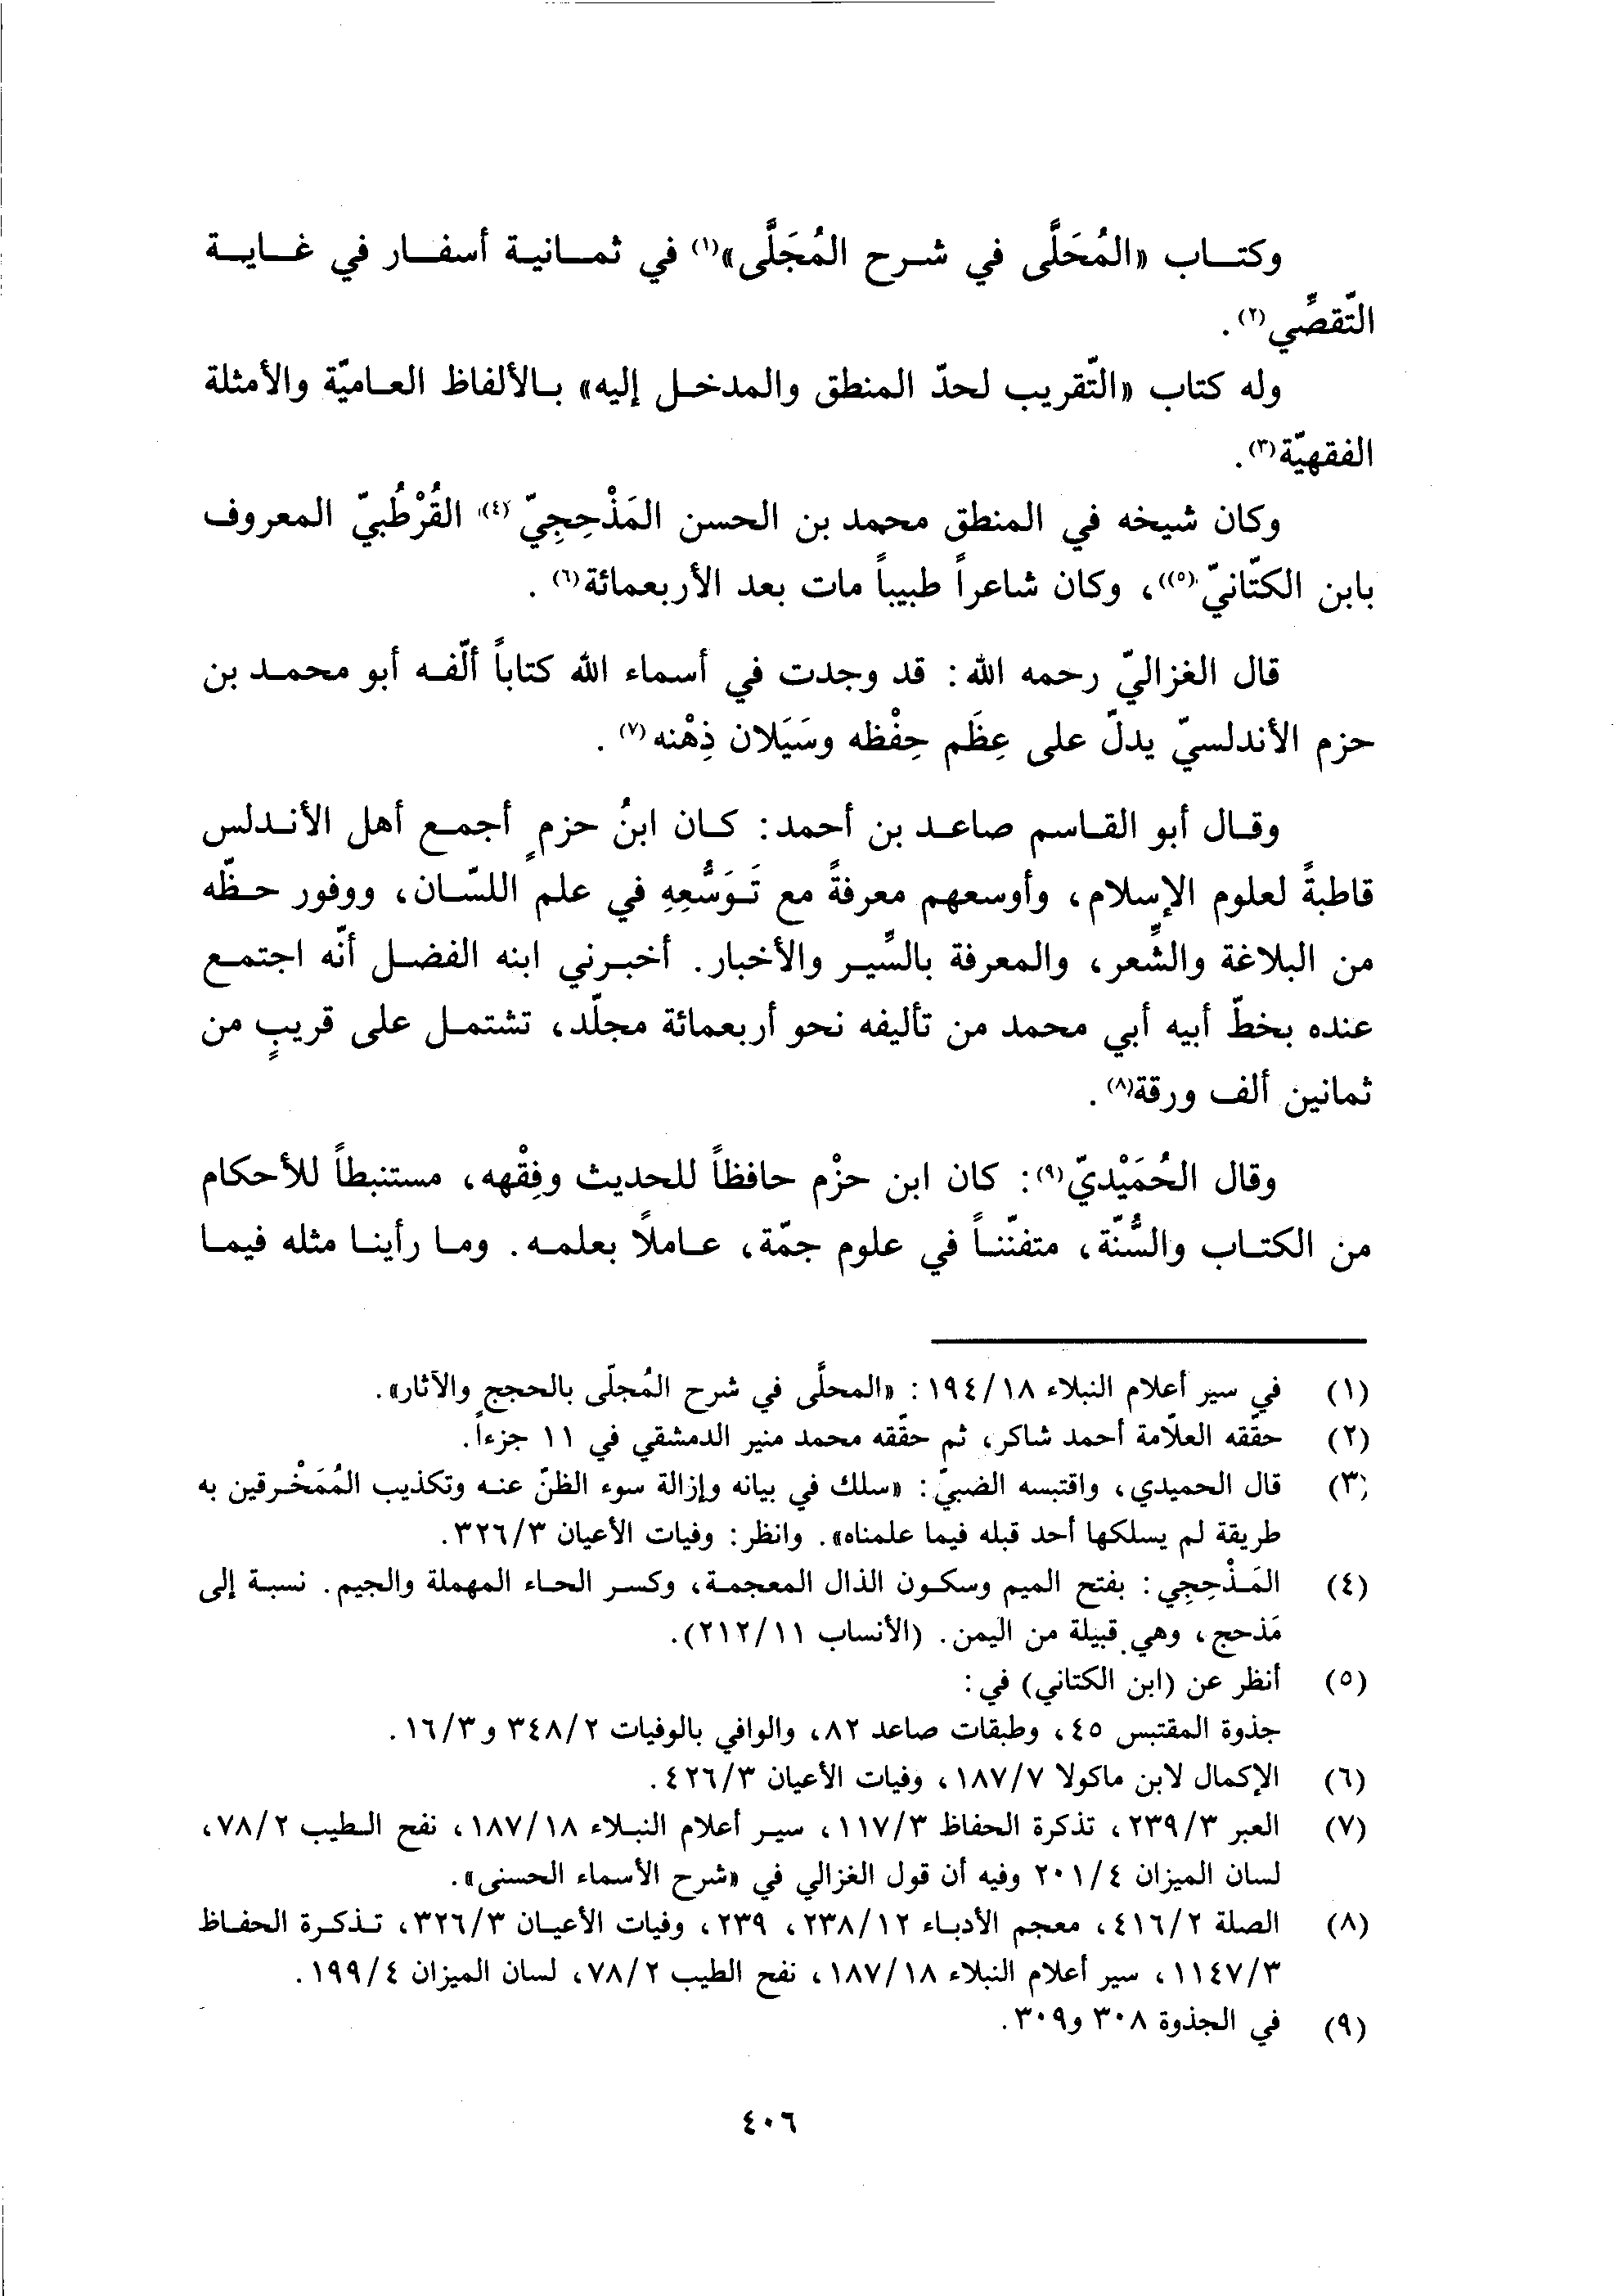 وكتاب «المُحَلَّى في شرح المُجَلَّى»(١) في ثمانية أسفار في غاية
التّقصِّي(٢).
وله كتاب «التّقريب لحدّ المنطق والمدخل إليه» بالألفاظ العاميّة والأمثلة
الفقهيّة(٣).
وكان شيخه في المنطق محمد بن الحسن المَذْحِجِيّ(٤) القُرْطُبيّ المعروف
بابن الكتّانيّ(٥)، وكان شاعراً طبيباً مات بعد الأربعمائة(٦).
قال الغزاليّ رحمه الله: قد وجدت في أسماء الله كتاباً ألّفه أبو محمد بن
حزم الأندلسيّ يدلّ على عِظَم حِفْظه وسَيَلان ذِهْنه(٧).
وقال أبو القاسم صاعد بن أحمد: كان ابنُ حزمٍ أجمع أهل الأندلس
قاطبةً لعلوم الإسلام، وأوسعهم معرفةً مع تَوَسُّعِهِ في علم اللسّان، ووفور حظّه
من البلاغة والشِّعر، والمعرفة بالسِّير والأخبار. أخبرني ابنه الفضل أنّه اجتمع
عنده بخطّ أبيه أبي محمد من تأليفه نحو أربعمائة مجلّد، تشتمل على قريبٍ من
ثمانين ألف ورقة(٨).
وقال الحُمَيْديّ(٩): كان ابن حزْم حافظاً للحديث وفِقْهه، مستنبطاً للأحكام
من الكتاب والسُّنّة، متفنّناً في علوم جمّة، عاملاً بعلمه. وما رأينا مثله فيما
(١) في سير أعلام النبلاء ١٨/١٩٤: «المحلَّى في شرح المُجلّى بالحجج والآثار».
(٢) حقّقه العلاّمة أحمد شاكر، ثم حقّقه محمد منير الدمشقي في ١١ جزءاً.
(٣) قال الحميدي، واقتبسه الضبيّ: «سلك في بيانه وإزالة سوء الظنّ عنه وتكذيب المُمَخْرقين به
طريقة لم يسلكها أحد قبله فيما علمناه». وانظر: وفيات الأعيان ٣/٣٢٦.
(٤) المَذْحِجِي: بفتح الميم وسكون الذال المعجمة، وكسر الحاء المهملة والجيم. نسبة إلى
مَذحج، وهي قبيلة من اليمن. (الأنساب ١١/٢١٢).
(٥) أنظر عن (ابن الكتاني) في:
جذوة المقتبس ٤٥، وطبقات صاعد ٨٢، والوافي بالوفيات ٢/٣٤٨ و ٣/١٦.
(٦) الإكمال لابن ماكولا ٧/١٨٧، وفيات الأعيان ٣/٤٢٦.
(٧) العبر ٣/٢٣٩، تذكرة الحفاظ ٣/١١٧، سير أعلام النبلاء ١٨/١٨٧، نفح الطيب ٢/٧٨،
لسان الميزان ٤/٢٠١ وفيه أن قول الغزالي في «شرح الأسماء الحسنى».
(٨) الصلة ٢/٤١٦، معجم الأدباء ١٢/٢٣٨، ٢٣٩، وفيات الأعيان ٣/٣٢٦، تذكرة الحفاظ
٣/١١٤٧، سير أعلام النبلاء ١٨/١٨٧، نفح الطيب ٢/٧٨، لسان الميزان ٤/١٩٩.
(٩) في الجذوة ٣٠٨ و٣٠٩.
٤٠٦